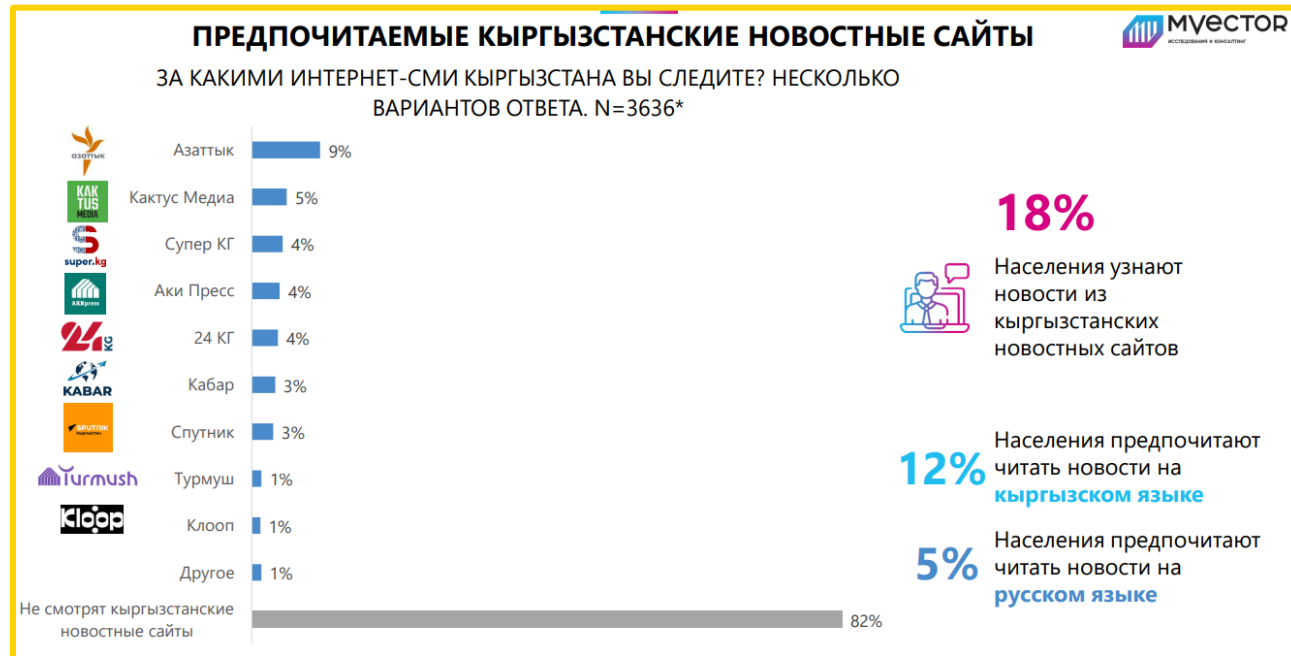 ПРЕДПОЧИТАЕМЫЕ КЫРГЫЗСТАНСКИЕ НОВОСТНЫЕ САЙТЫ
MVECTOR
ИССЛЕДОВАНИЯ И КОНСАЛТИНГ
ЗА КАКИМИ ИНТЕРНЕТ-СМИ КЫРГЫЗСТАНА ВЫ СЛЕДИТЕ? НЕСКОЛЬКО
ВАРИАНТОВ ОТВЕТА. N=3636*
азаттык
Азаттык 9%
KAK
TUS
MEDIA
Кактус Медиа 5%
super.kg
Супер КГ 4%
AKIpress
Аки Пресс 4%
24 KG
24 КГ 4%
KABAR
Кабар 3%
SPUTNIK
Спутник 3%
Turmush
Турмуш 1%
Kloop
Клооп 1%
Другое 1%
Не смотрят кыргызстанские
новостные сайты
82%
18%
Населения узнают
новости из
кыргызстанских
новостных сайтов
12%
Населения предпочитают
читать новости на
кыргызском языке
5%
Населения предпочитают
читать новости на
русском языке